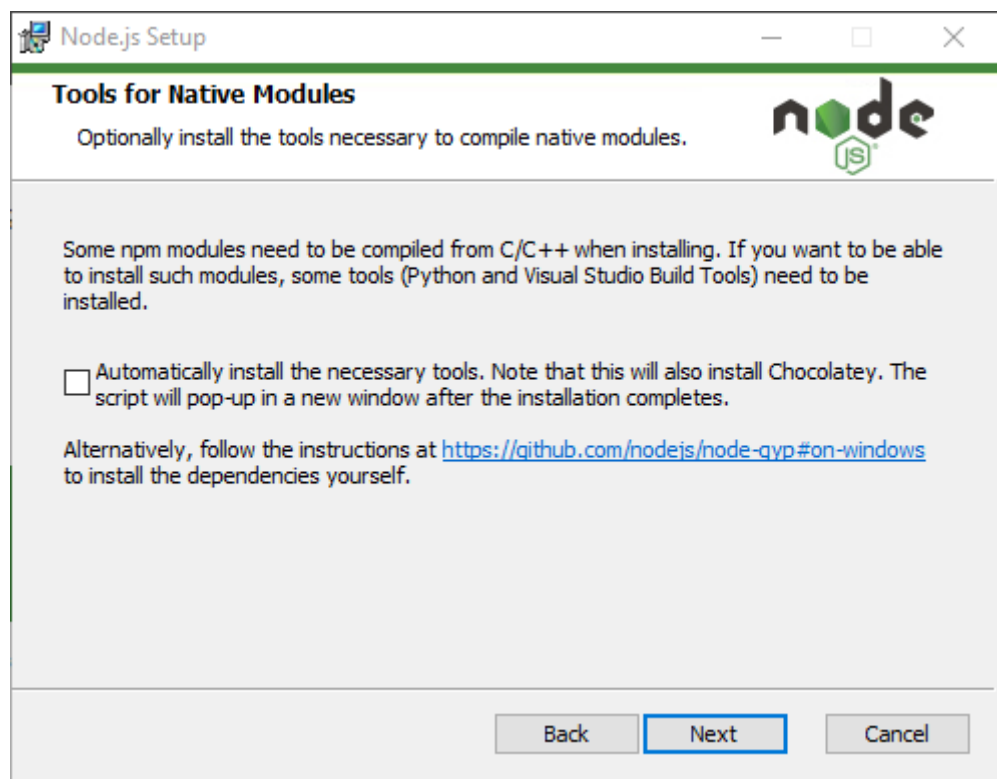 Node.js Setup
Tools for Native Modules
Optionally install the tools necessary to compile native modules.
node
JS
Some npm modules need to be compiled from C/C++ when installing. If you want to be able
to install such modules, some tools (Python and Visual Studio Build Tools) need to be
installed.
Automatically install the necessary tools. Note that this will also install Chocolatey. The
script will pop-up in a new window after the installation completes.
Alternatively, follow the instructions at https://github.com/nodejs/node-gyp#on-windows
to install the dependencies yourself.
Back Next Cancel